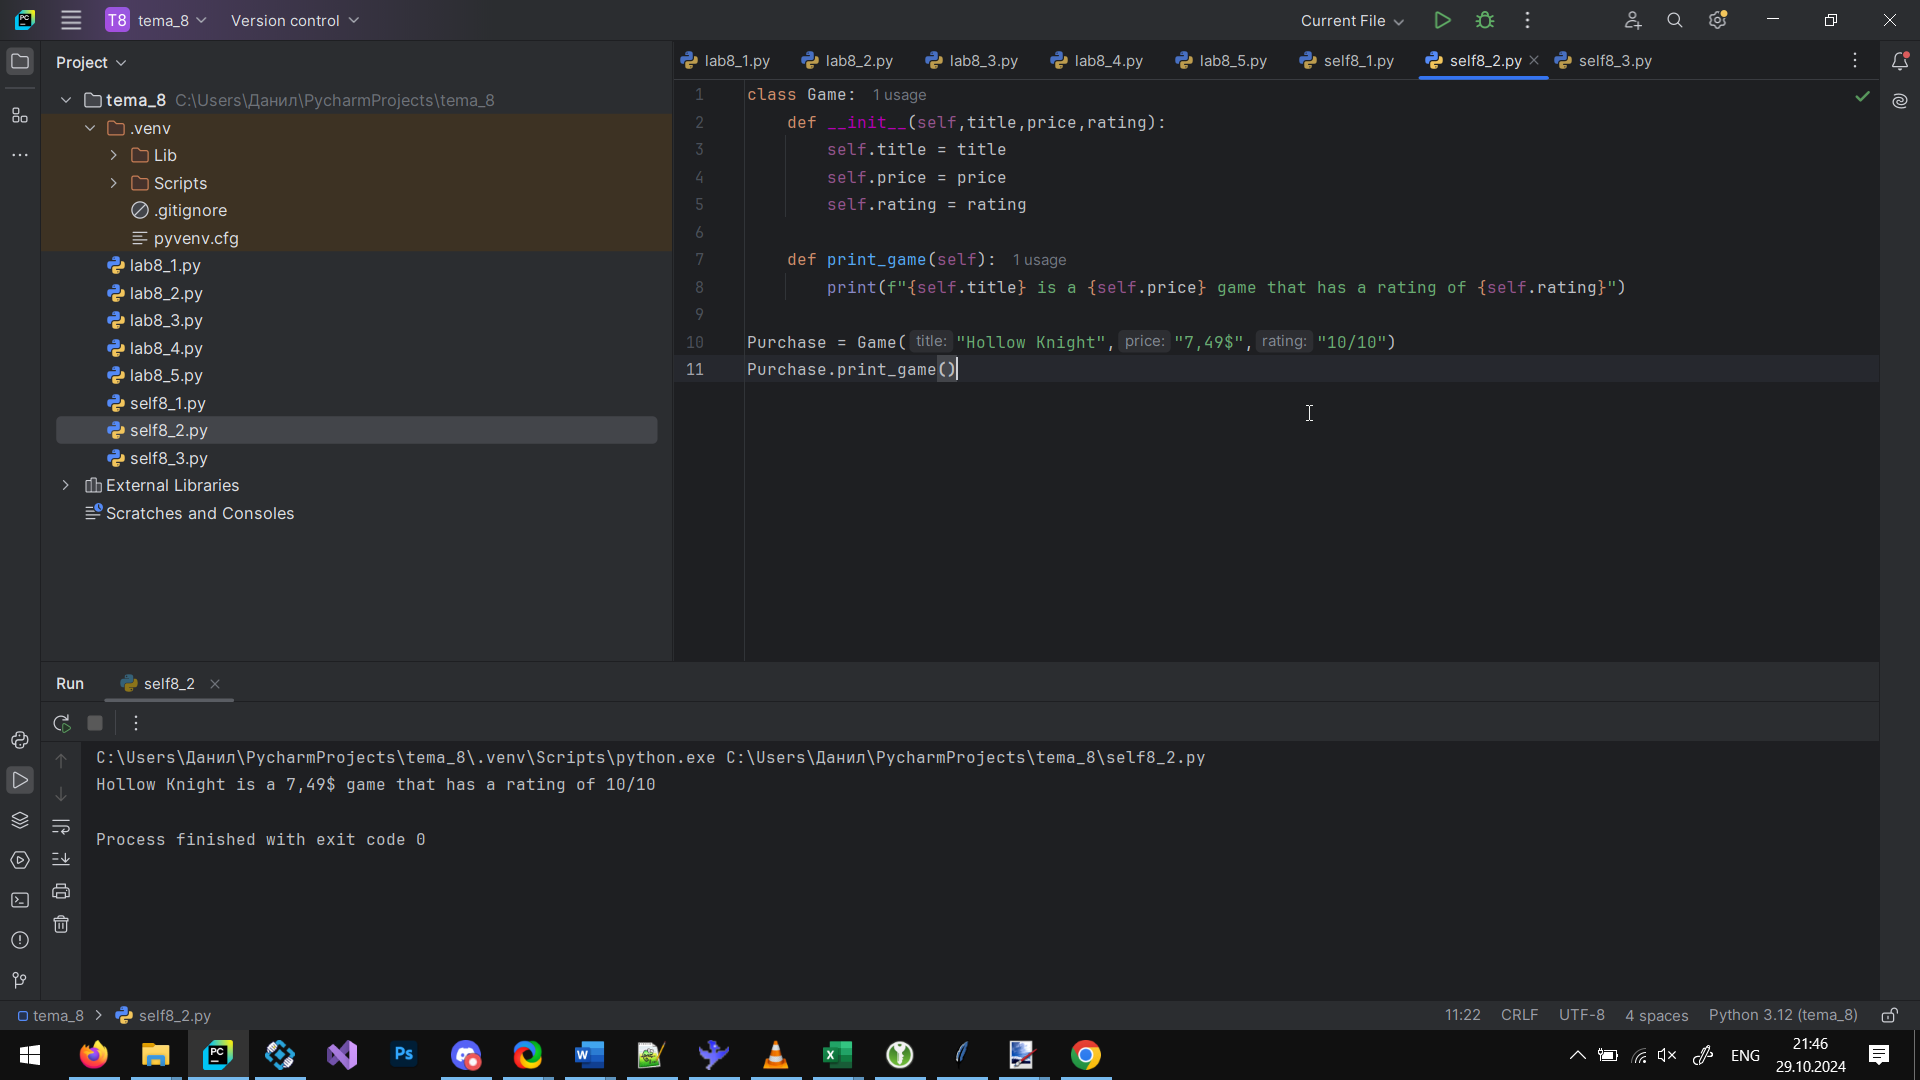 T8 tema_8 Version control Current File
Project
tema_8 C:\Users\Данил\PycharmProjects\tema_8
.venv
Lib
Scripts
.gitignore
pyvenv.cfg
lab8_1.py
lab8_2.py
lab8_3.py
lab8_4.py
lab8_5.py
self8_1.py
self8_2.py
self8_3.py
External Libraries
Scratches and Consoles
lab8_1.py lab8_2.py lab8_3.py lab8_4.py lab8_5.py self8_1.py self8_2.py self8_3.py
1 class Game: 1 usage
2 def __init__(self,title,price,rating):
3 self.title = title
4 self.price = price
5 self.rating = rating
6
7 def print_game(self): 1 usage
8 print(f"{self.title} is a {self.price} game that has a rating of {self.rating}")
9
10 Purchase = Game( title: "Hollow Knight", price: "7,49$", rating: "10/10")
11 Purchase.print_game()
Run self8_2
C:\Users\Данил\PycharmProjects\tema_8\.venv\Scripts\python.exe C:\Users\Данил\PycharmProjects\tema_8\self8_2.py
Hollow Knight is a 7,49$ game that has a rating of 10/10
Process finished with exit code 0
tema_8 self8_2.py 11:22 CRLF UTF-8 4 spaces Python 3.12 (tema_8)
PC Ps ENG 21:46
29.10.2024